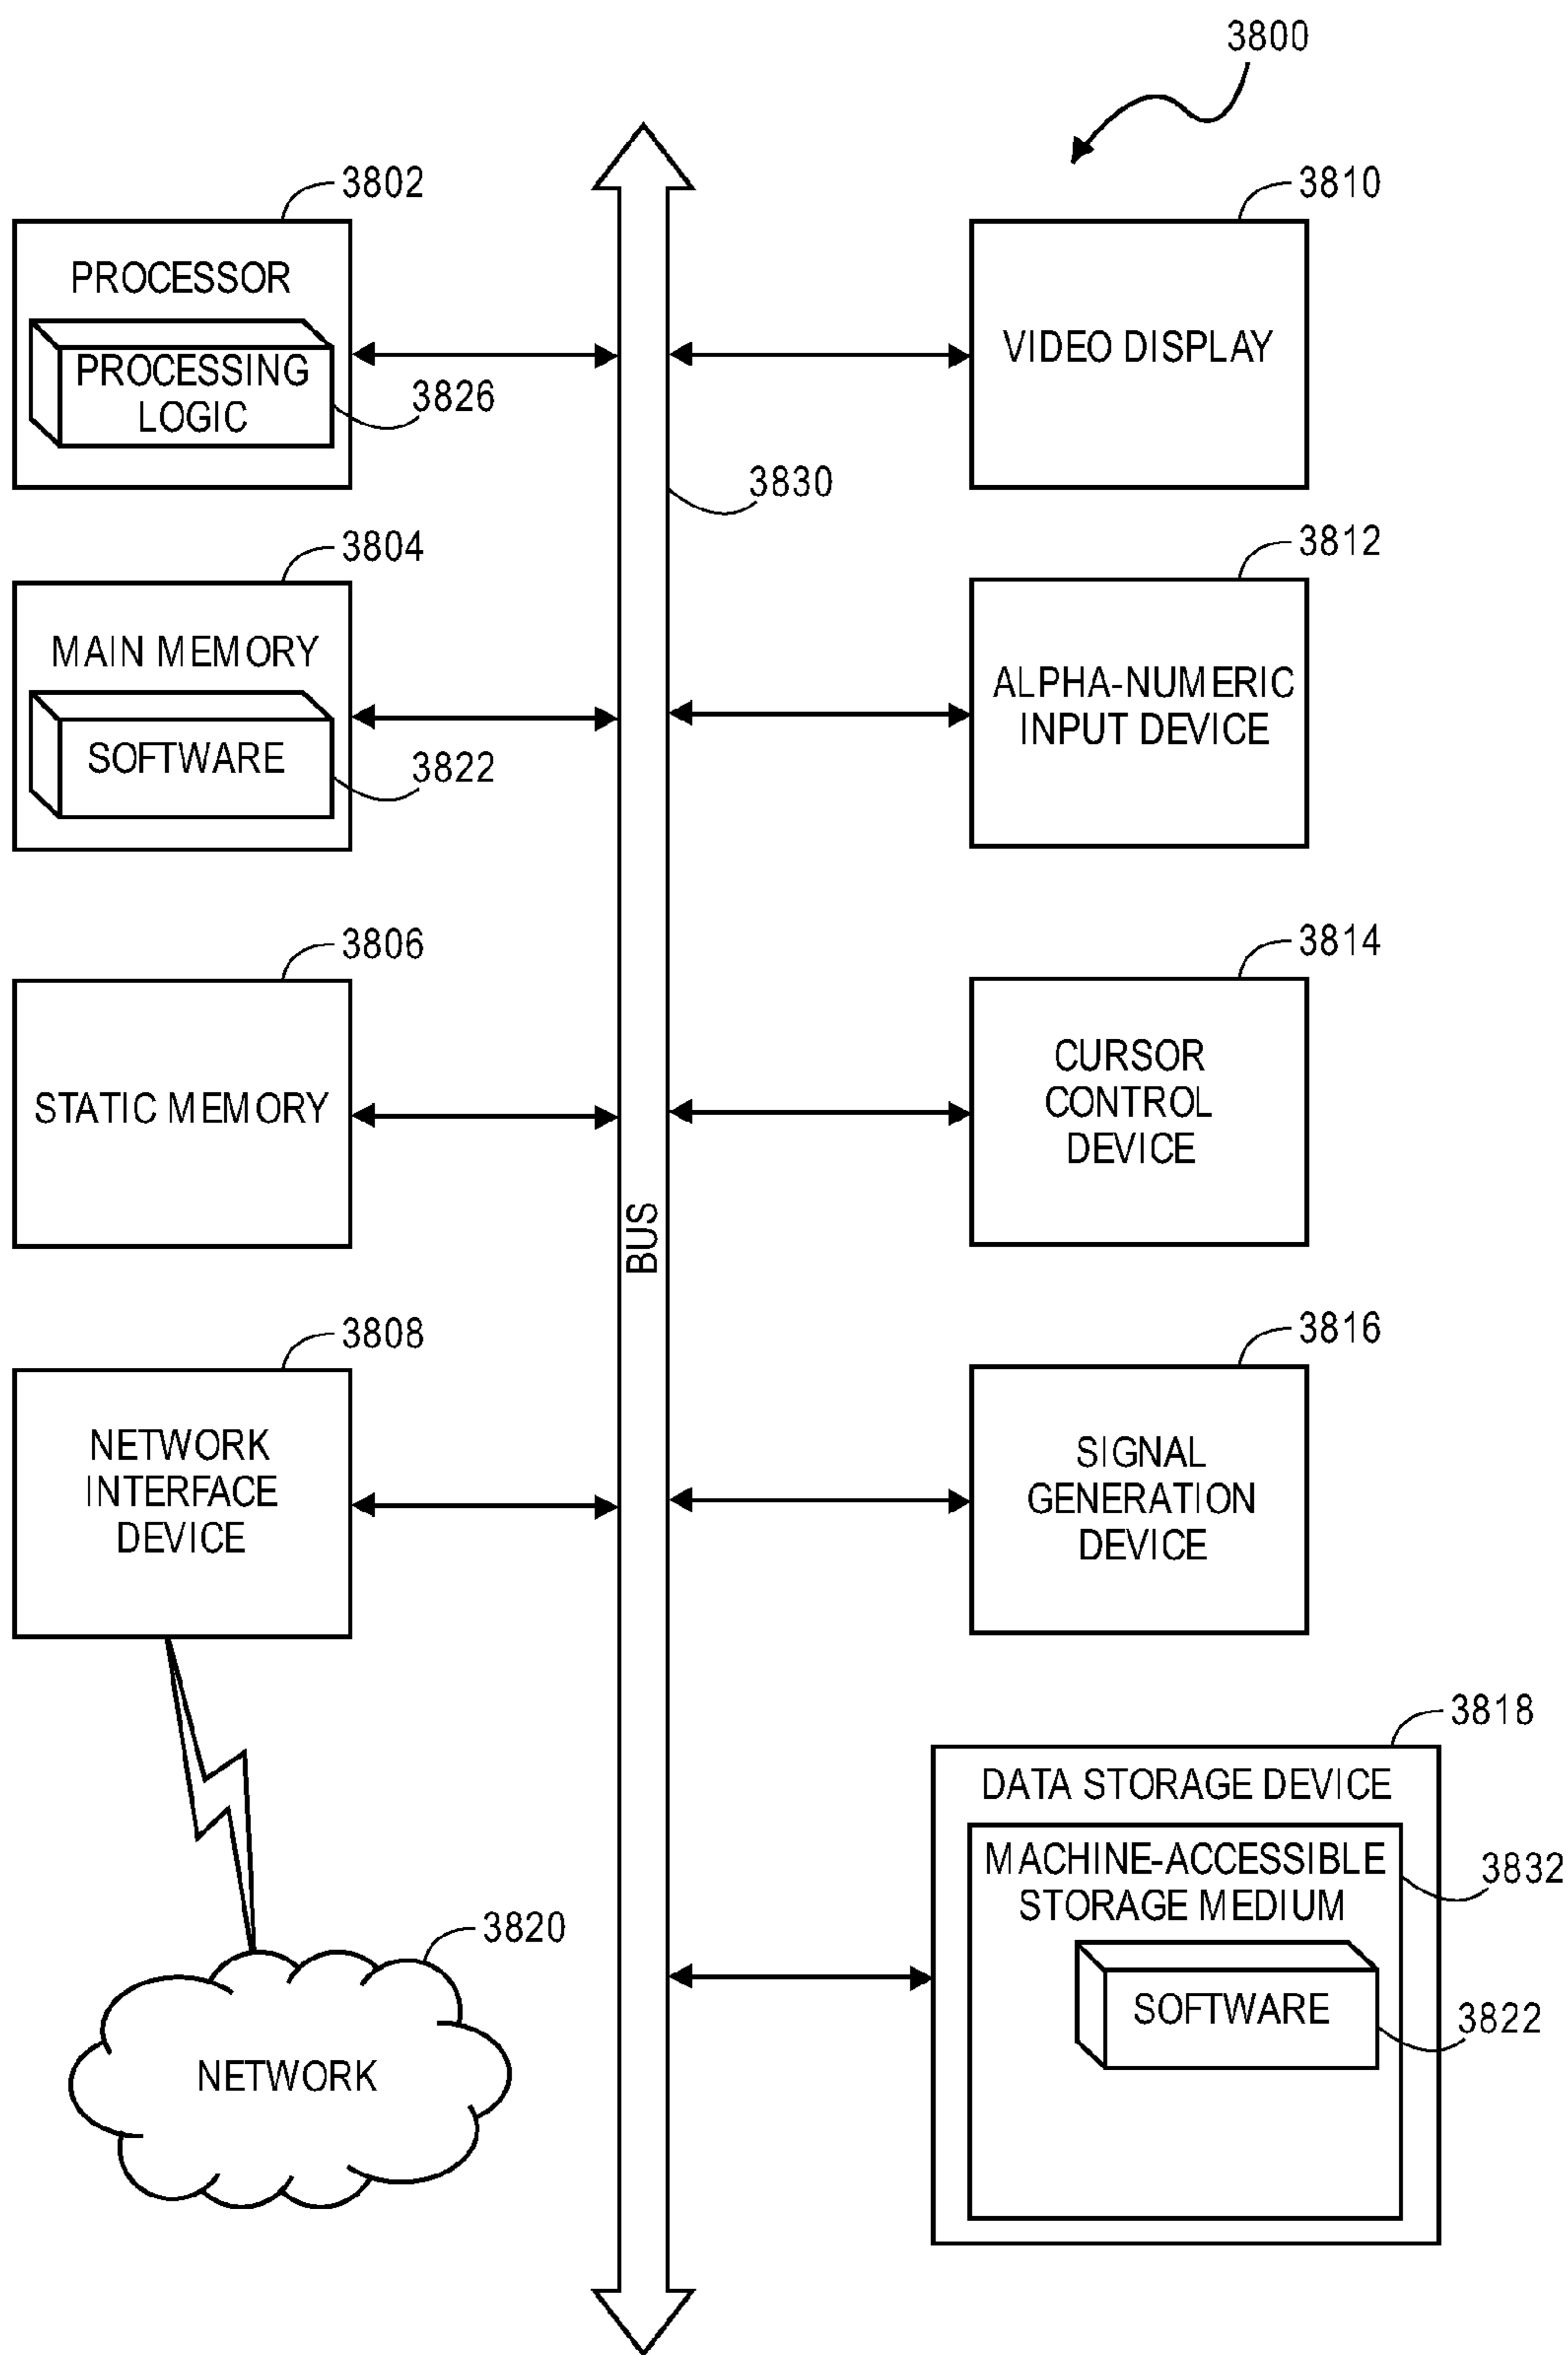 3800
3802
PROCESSOR
PROCESSING
LOGIC
3826
3810
VIDEO DISPLAY
3830
3804
MAIN MEMORY
SOFTWARE
3822
3812
ALPHA-NUMERIC
INPUT DEVICE
3806
STATIC MEMORY
3814
CURSOR
CONTROL
DEVICE
BUS
3808
NETWORK
INTERFACE
DEVICE
3816
SIGNAL
GENERATION
DEVICE
3820
NETWORK
3818
DATA STORAGE DEVICE
MACHINE-ACCESSIBLE
STORAGE MEDIUM
3832
SOFTWARE
3822